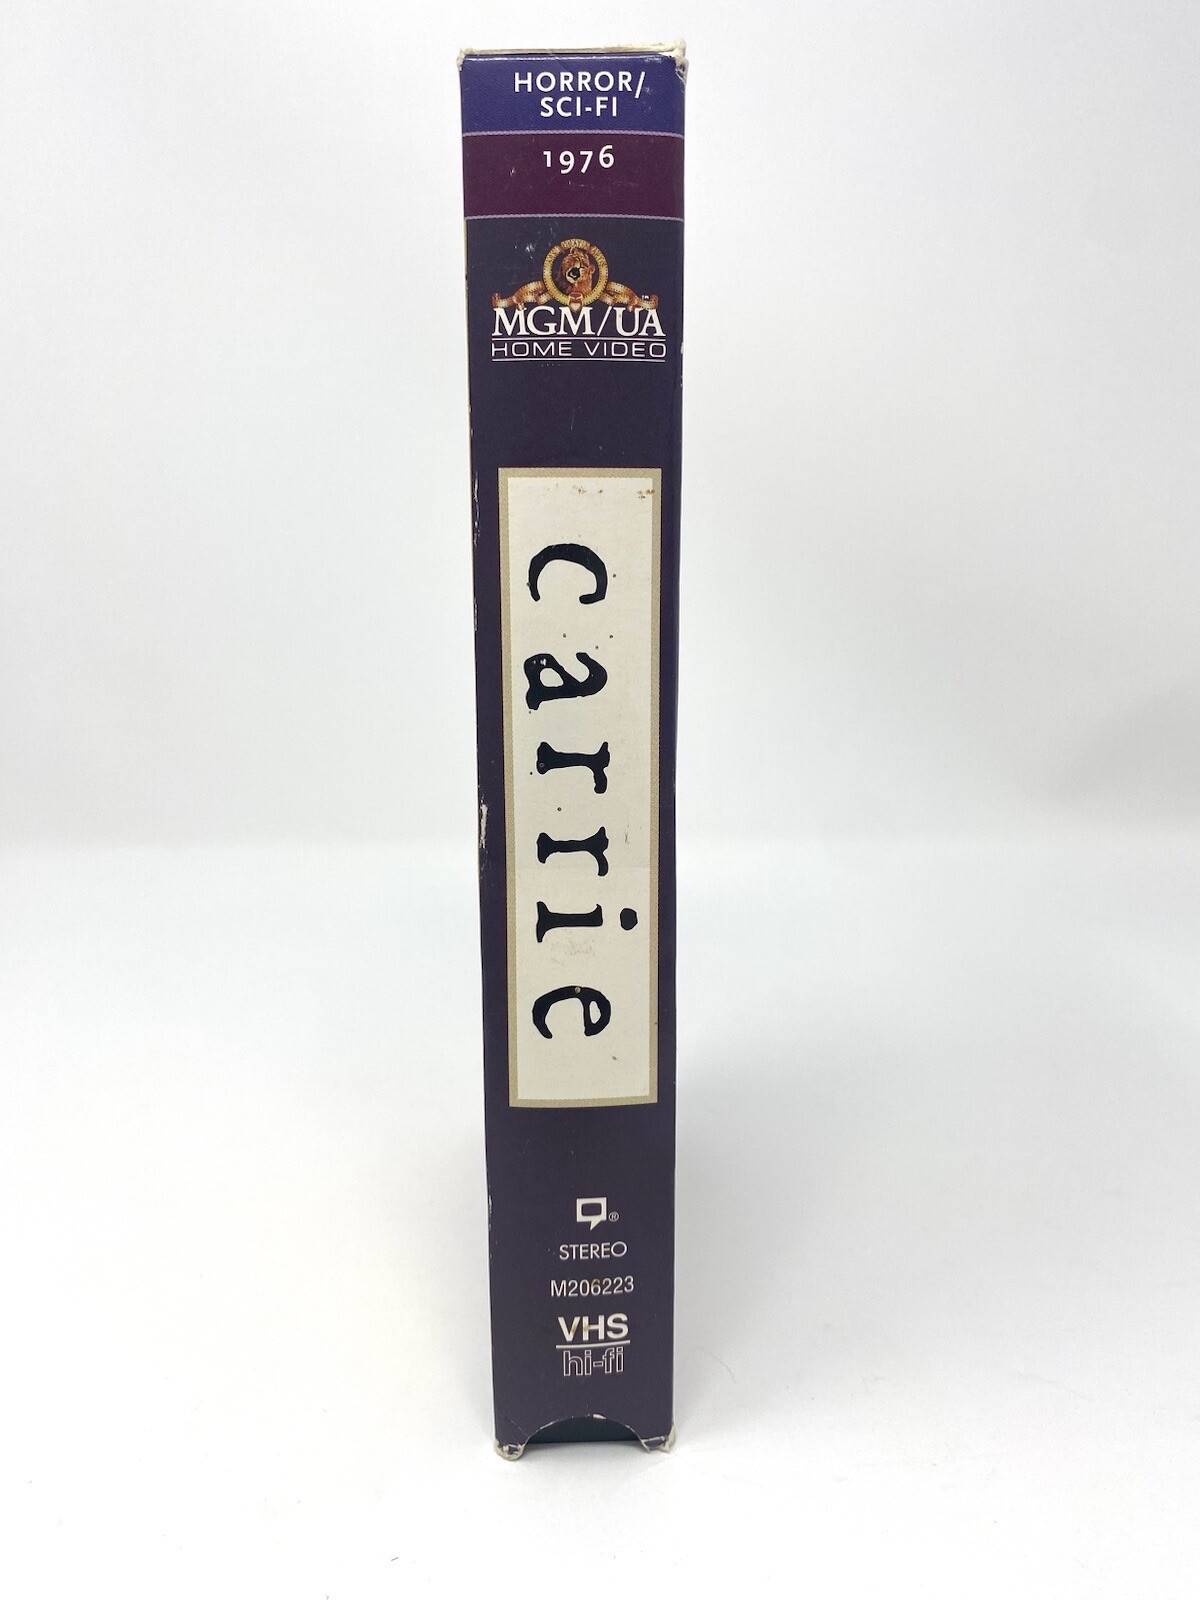 HORROR/
SCI-FI
1976
MGM/UA
HOME VIDEO
carrie
®
STEREO
M206223
VHS
hi-fi